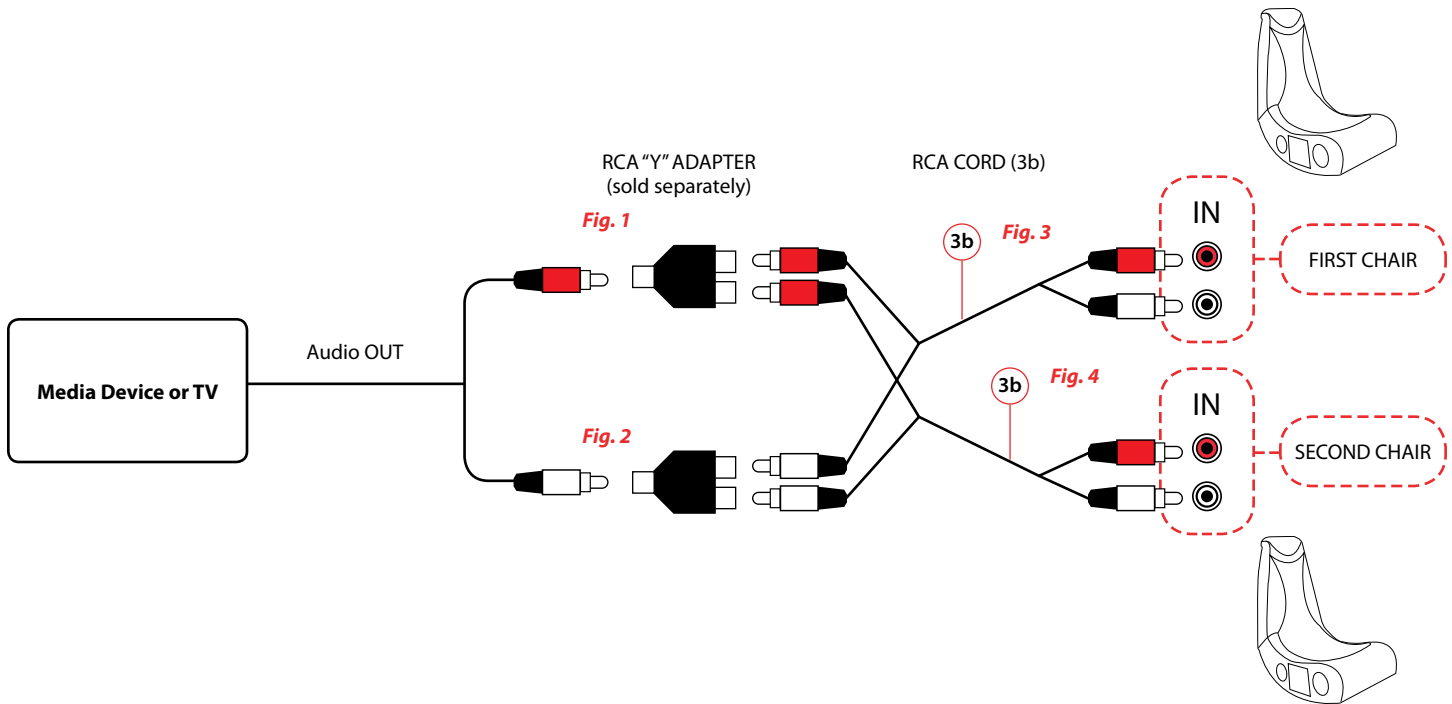 RCA "Y" ADAPTER
(sold separately)
RCA CORD (3b)
Fig. 1
3b
Fig. 3
IN
FIRST CHAIR
Audio OUT
Media Device or TV
3b
Fig. 4
IN
Fig. 2
SECOND CHAIR